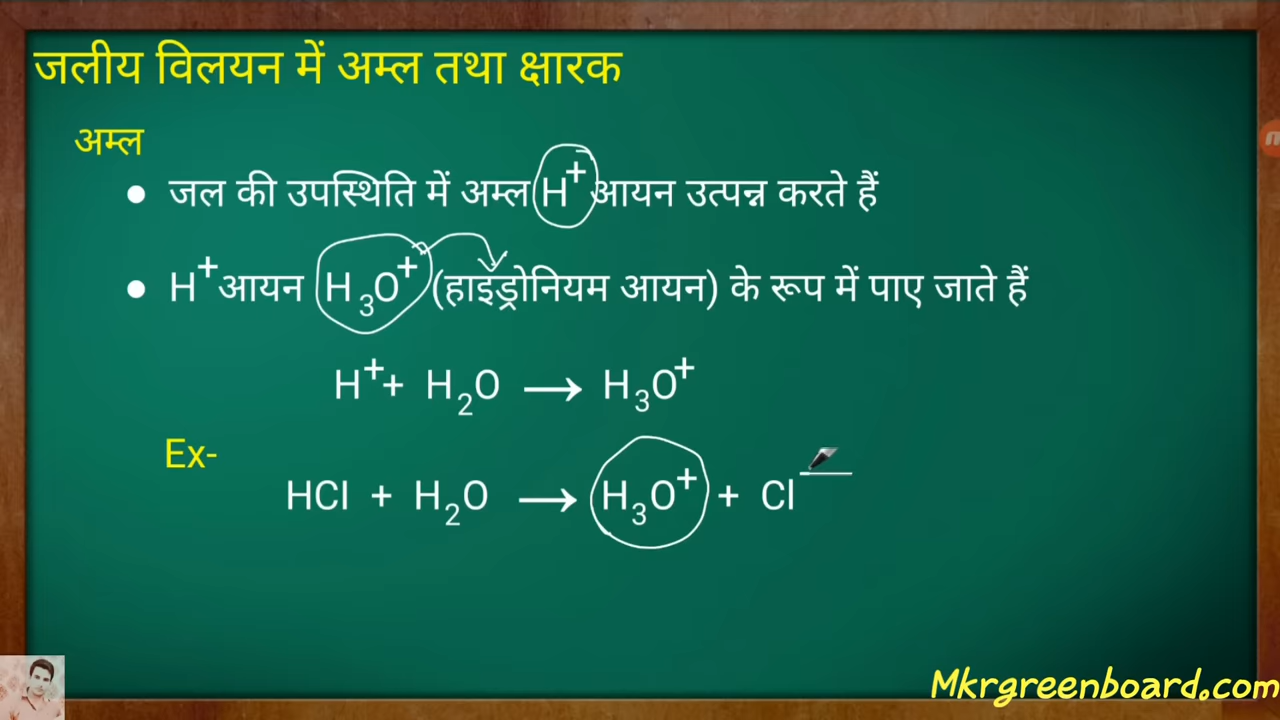 जलीय विलयन में अम्ल तथा क्षारक
अम्ल
● जल की उपस्थिति में अम्ल H⁺ आयन उत्पन्न करते हैं
● H⁺ आयन H₃O⁺ (हाइड्रोनियम आयन) के रूप में पाए जाते हैं
H⁺ + H₂O → H₃O⁺
Ex-
HCl + H₂O → H₃O⁺ + Cl⁻
Mkrgreenboard.com